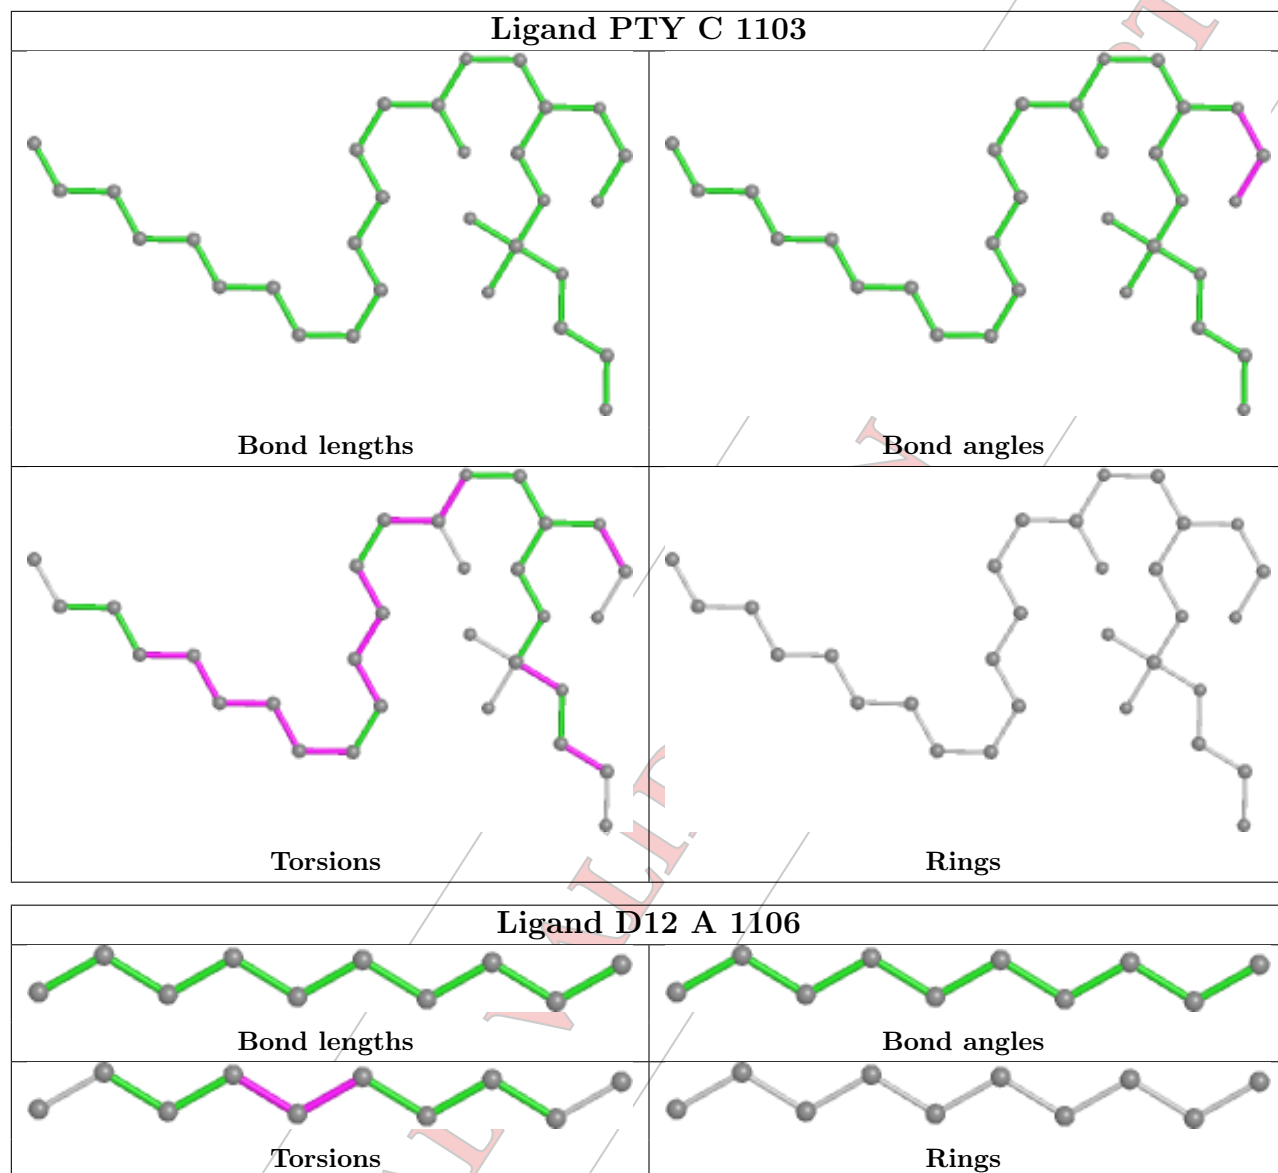 Ligand PTY C 1103
Bond lengths
Bond angles
Torsions
Rings
Ligand D12 A 1106
Bond lengths
Bond angles
Torsions
Rings